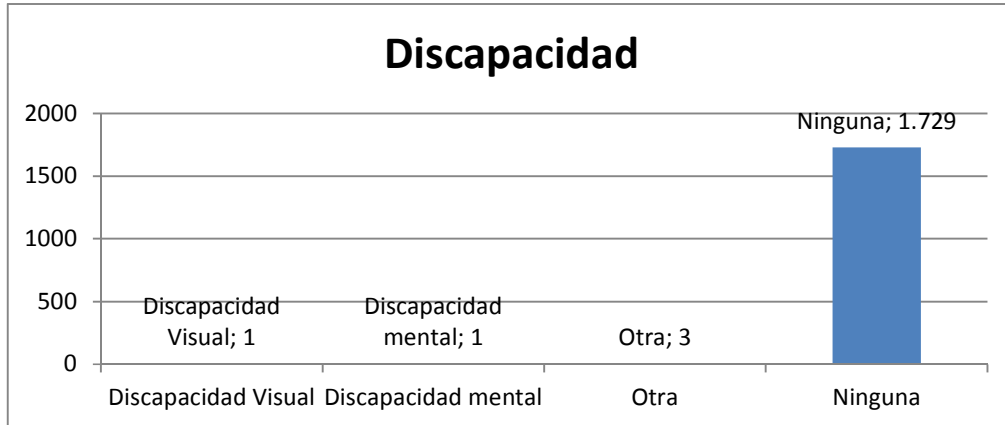 Discapacidad
2000
1500
1000
500
0
Discapacidad
Visual; 1
Discapacidad
mental; 1
Otra; 3
Ninguna; 1.729
Discapacidad Visual Discapacidad mental Otra Ninguna